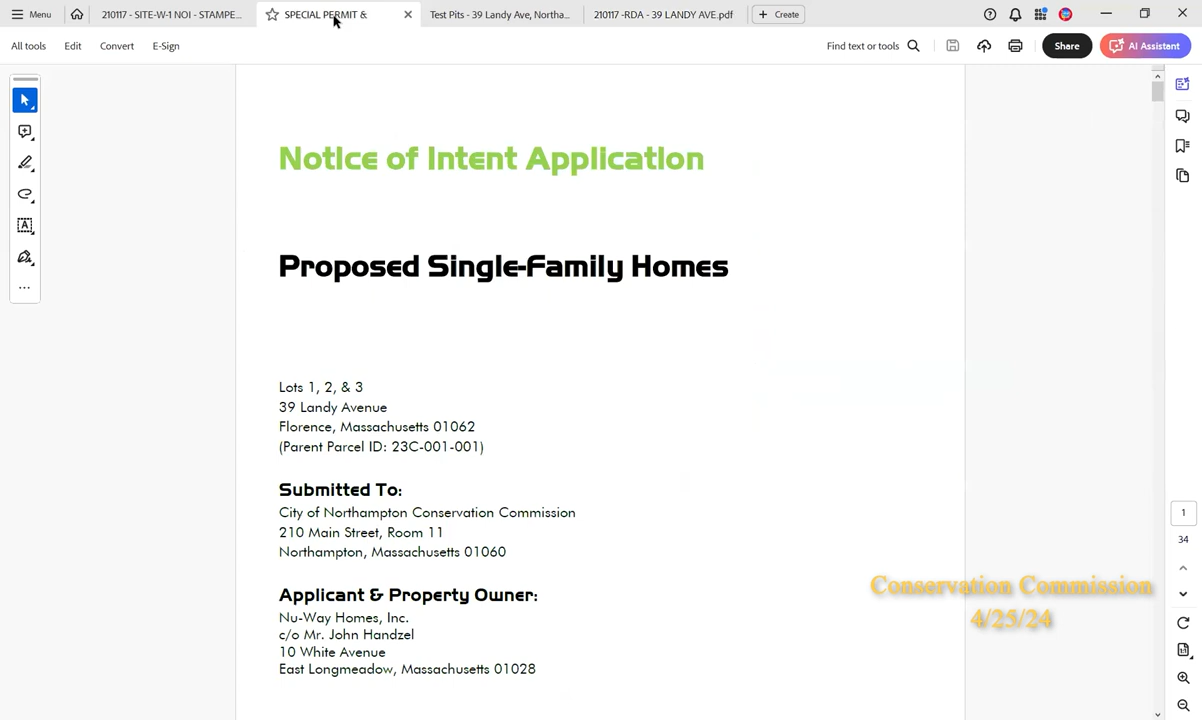 Menu
210117 - SITE-W-1 NOI - STAMPE...
SPECIAL PERMIT &
Test Pits - 39 Landy Ave, Northa...
210117 -RDA - 39 LANDY AVE.pdf
Create
All tools
Edit
Convert
E-Sign
Find text or tools
Share
AI Assistant
Notice of Intent Application
Proposed Single-Family Homes
Lots 1, 2, & 3
39 Landy Avenue
Florence, Massachusetts 01062
(Parent Parcel ID: 23C-001-001)
Submitted To:
City of Northampton Conservation Commission
210 Main Street, Room 11
Northampton, Massachusetts 01060
Applicant & Property Owner:
Nu-Way Homes, Inc.
c/o Mr. John Handzel
10 White Avenue
East Longmeadow, Massachusetts 01028
1
34
Conservation Commission
4/25/24